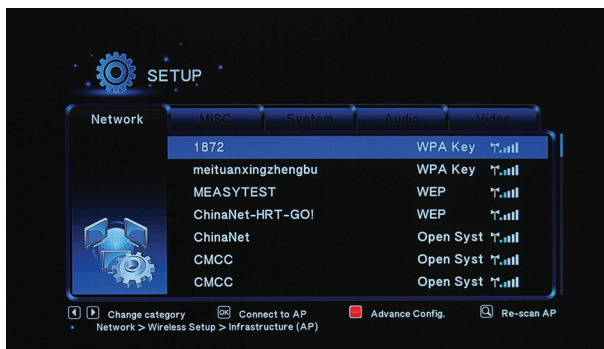 SETUP
Network MISC System Audio Video
1872 WPA Key
meituanxingzhengbu WPA Key
MEASYTEST WEP
ChinaNet-HRT-GO! WEP
ChinaNet Open Syst
CMCC Open Syst
CMCC Open Syst
Change category OK Connect to AP Advance Config. Re-scan AP
Network > Wireless Setup > Infrastructure (AP)